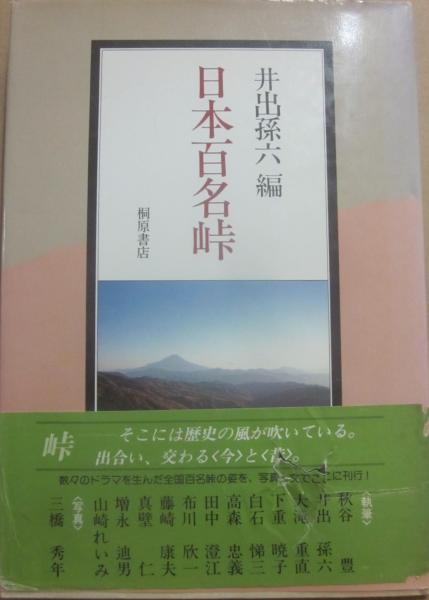 井出孫六 編
日本百名峠
桐原書店
峠
そこには歴史の風が吹いている。
出合い、交わる〈今〉と〈昔〉。
数々のドラマを生んだ全国百名峠の姿を、写真と文でここに刊行！
〈執筆〉
秋谷 豊
井出 孫六
大滝 重直
下重 暁子
白石 悌三
高森 忠義
田中 澄江
布川 欣一
藤崎 康夫
真壁 仁
増永 迪男
山崎れいみ
〈写真〉
三橋 秀年